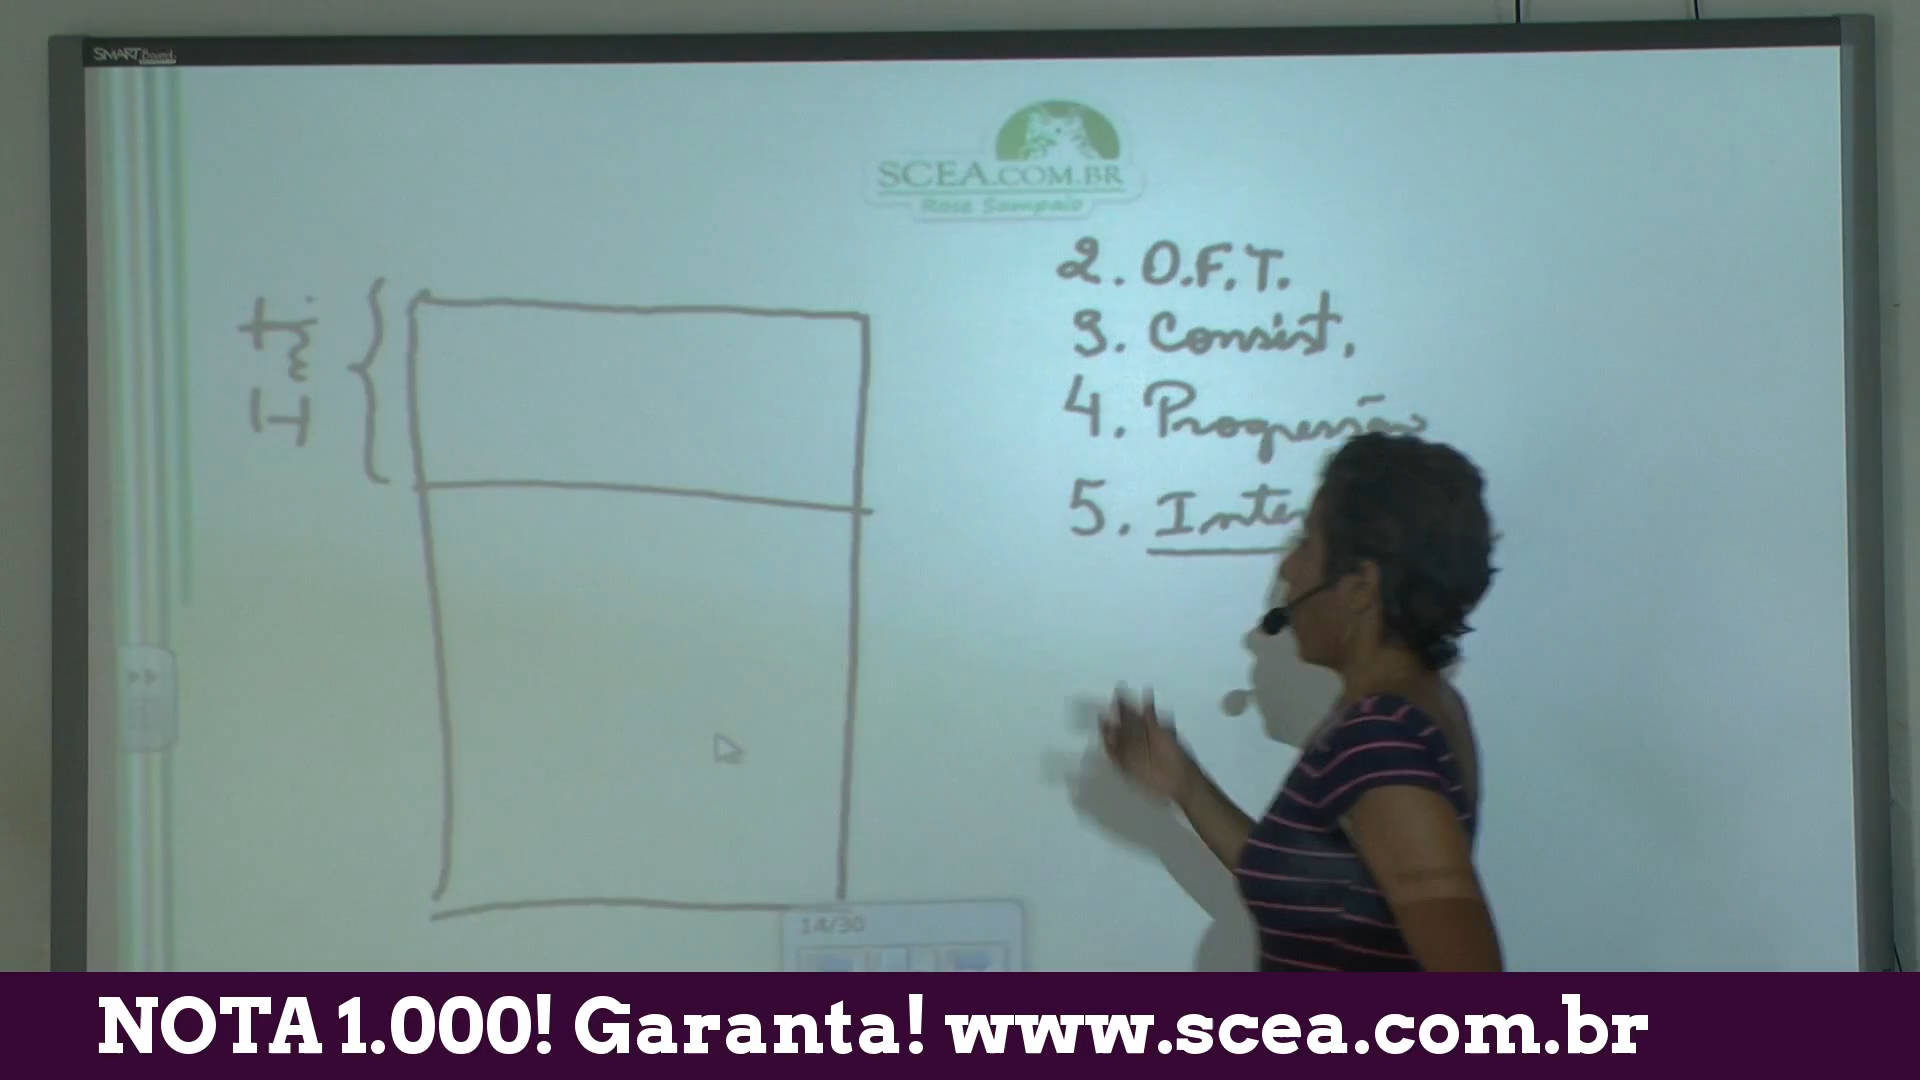 SMART Board
SCEA.COM.BR
Rose Sampaio
Int.
2. O.F.T.
3. Consist.
4. Progressão
5. Inter
14/30
NOTA 1.000! Garanta! www.scea.com.br